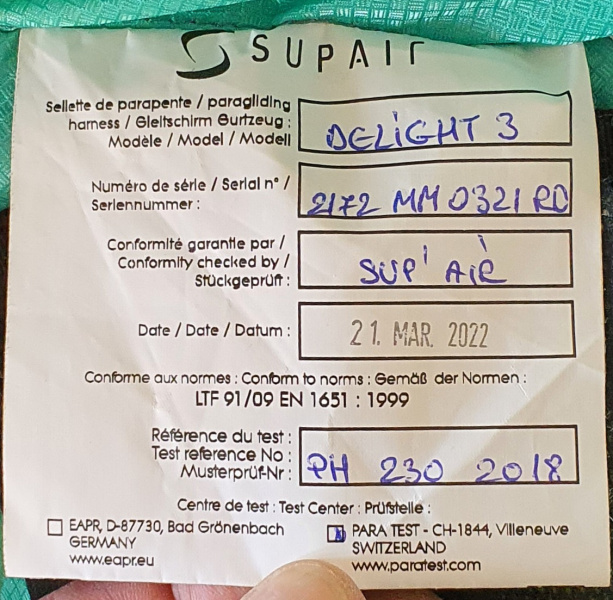 SUPAIR
Sellette de parapente / paragliding
harness / Gleitschirm Gurtzeug :
Modèle / Model / Modell
DELIGHT 3
Numéro de série / Serial n° /
Seriennummer :
2172 MM 0321 RD
Conformité garantie par /
Conformity checked by /
Stückgeprüft :
SUP' AIR
Date / Date / Datum :
21. MAR. 2022
Conforme aux normes : Conform to norms : Gemäß der Normen :
LTF 91/09 EN 1651 : 1999
Référence du test :
Test reference No :
Musterprüf-Nr :
PH 230 2018
Centre de test : Test Center : Prüfstelle :
EAPR, D-87730, Bad Grönenbach
GERMANY
www.eapr.eu
PARA TEST - CH-1844, Villeneuve
SWITZERLAND
www.paratest.com